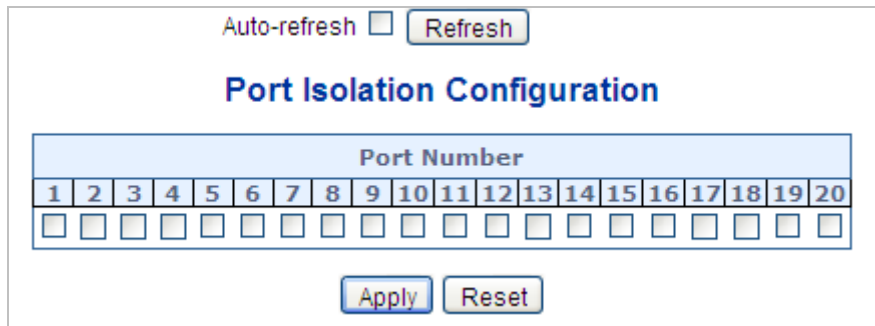 Auto-refresh Refresh
Port Isolation Configuration
Port Number
1 2 3 4 5 6 7 8 9 10 11 12 13 14 15 16 17 18 19 20
Apply Reset